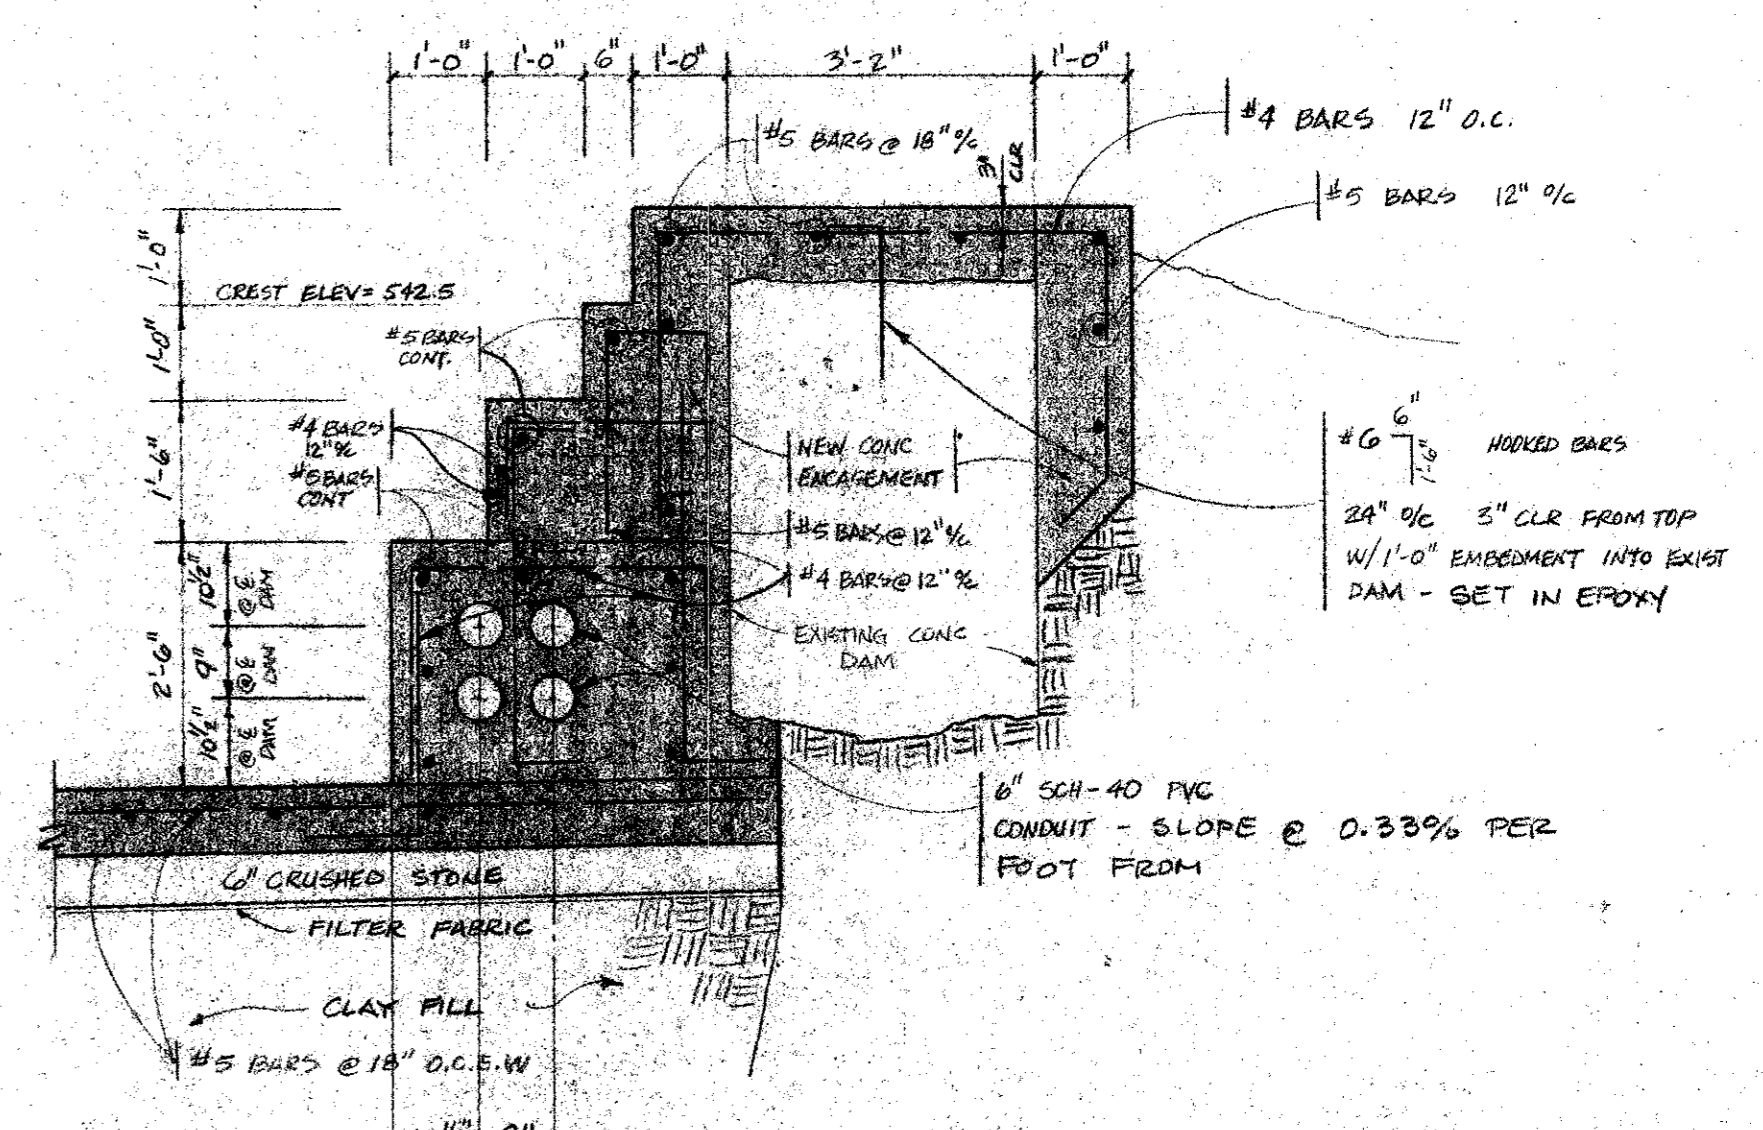 1'-0" 1'-0" 6" 1'-0" 3'-2" 1'-0"
#4 BARS 12" O.C.
#5 BARS @ 18" o/c
3" CLR
#5 BARS 12" o/c
1'-0"
CREST ELEV= 542.5
1'-0"
#5 BARS
CONT.
#4 BARS
12" o/c
1'-6"
#5 BARS
CONT
NEW CONC
ENCAGEMENT
#6 6" 1'-6" HOOKED BARS
24" o/c 3" CLR FROM TOP
W/1'-0" EMBEDMENT INTO EXIST
DAM - SET IN EPOXY
#5 BARS @ 12" o/c
#4 BARS @ 12" o/c
EXISTING CONC
DAM
2'-6"
10½" @ ℄ DAM
9" @ ℄ DAM
10½" @ ℄ DAM
6" SCH-40 PVC
CONDUIT - SLOPE @ 0.33% PER
FOOT FROM
6" CRUSHED STONE
FILTER FABRIC
CLAY FILL
#5 BARS @ 18" O.C.E.W